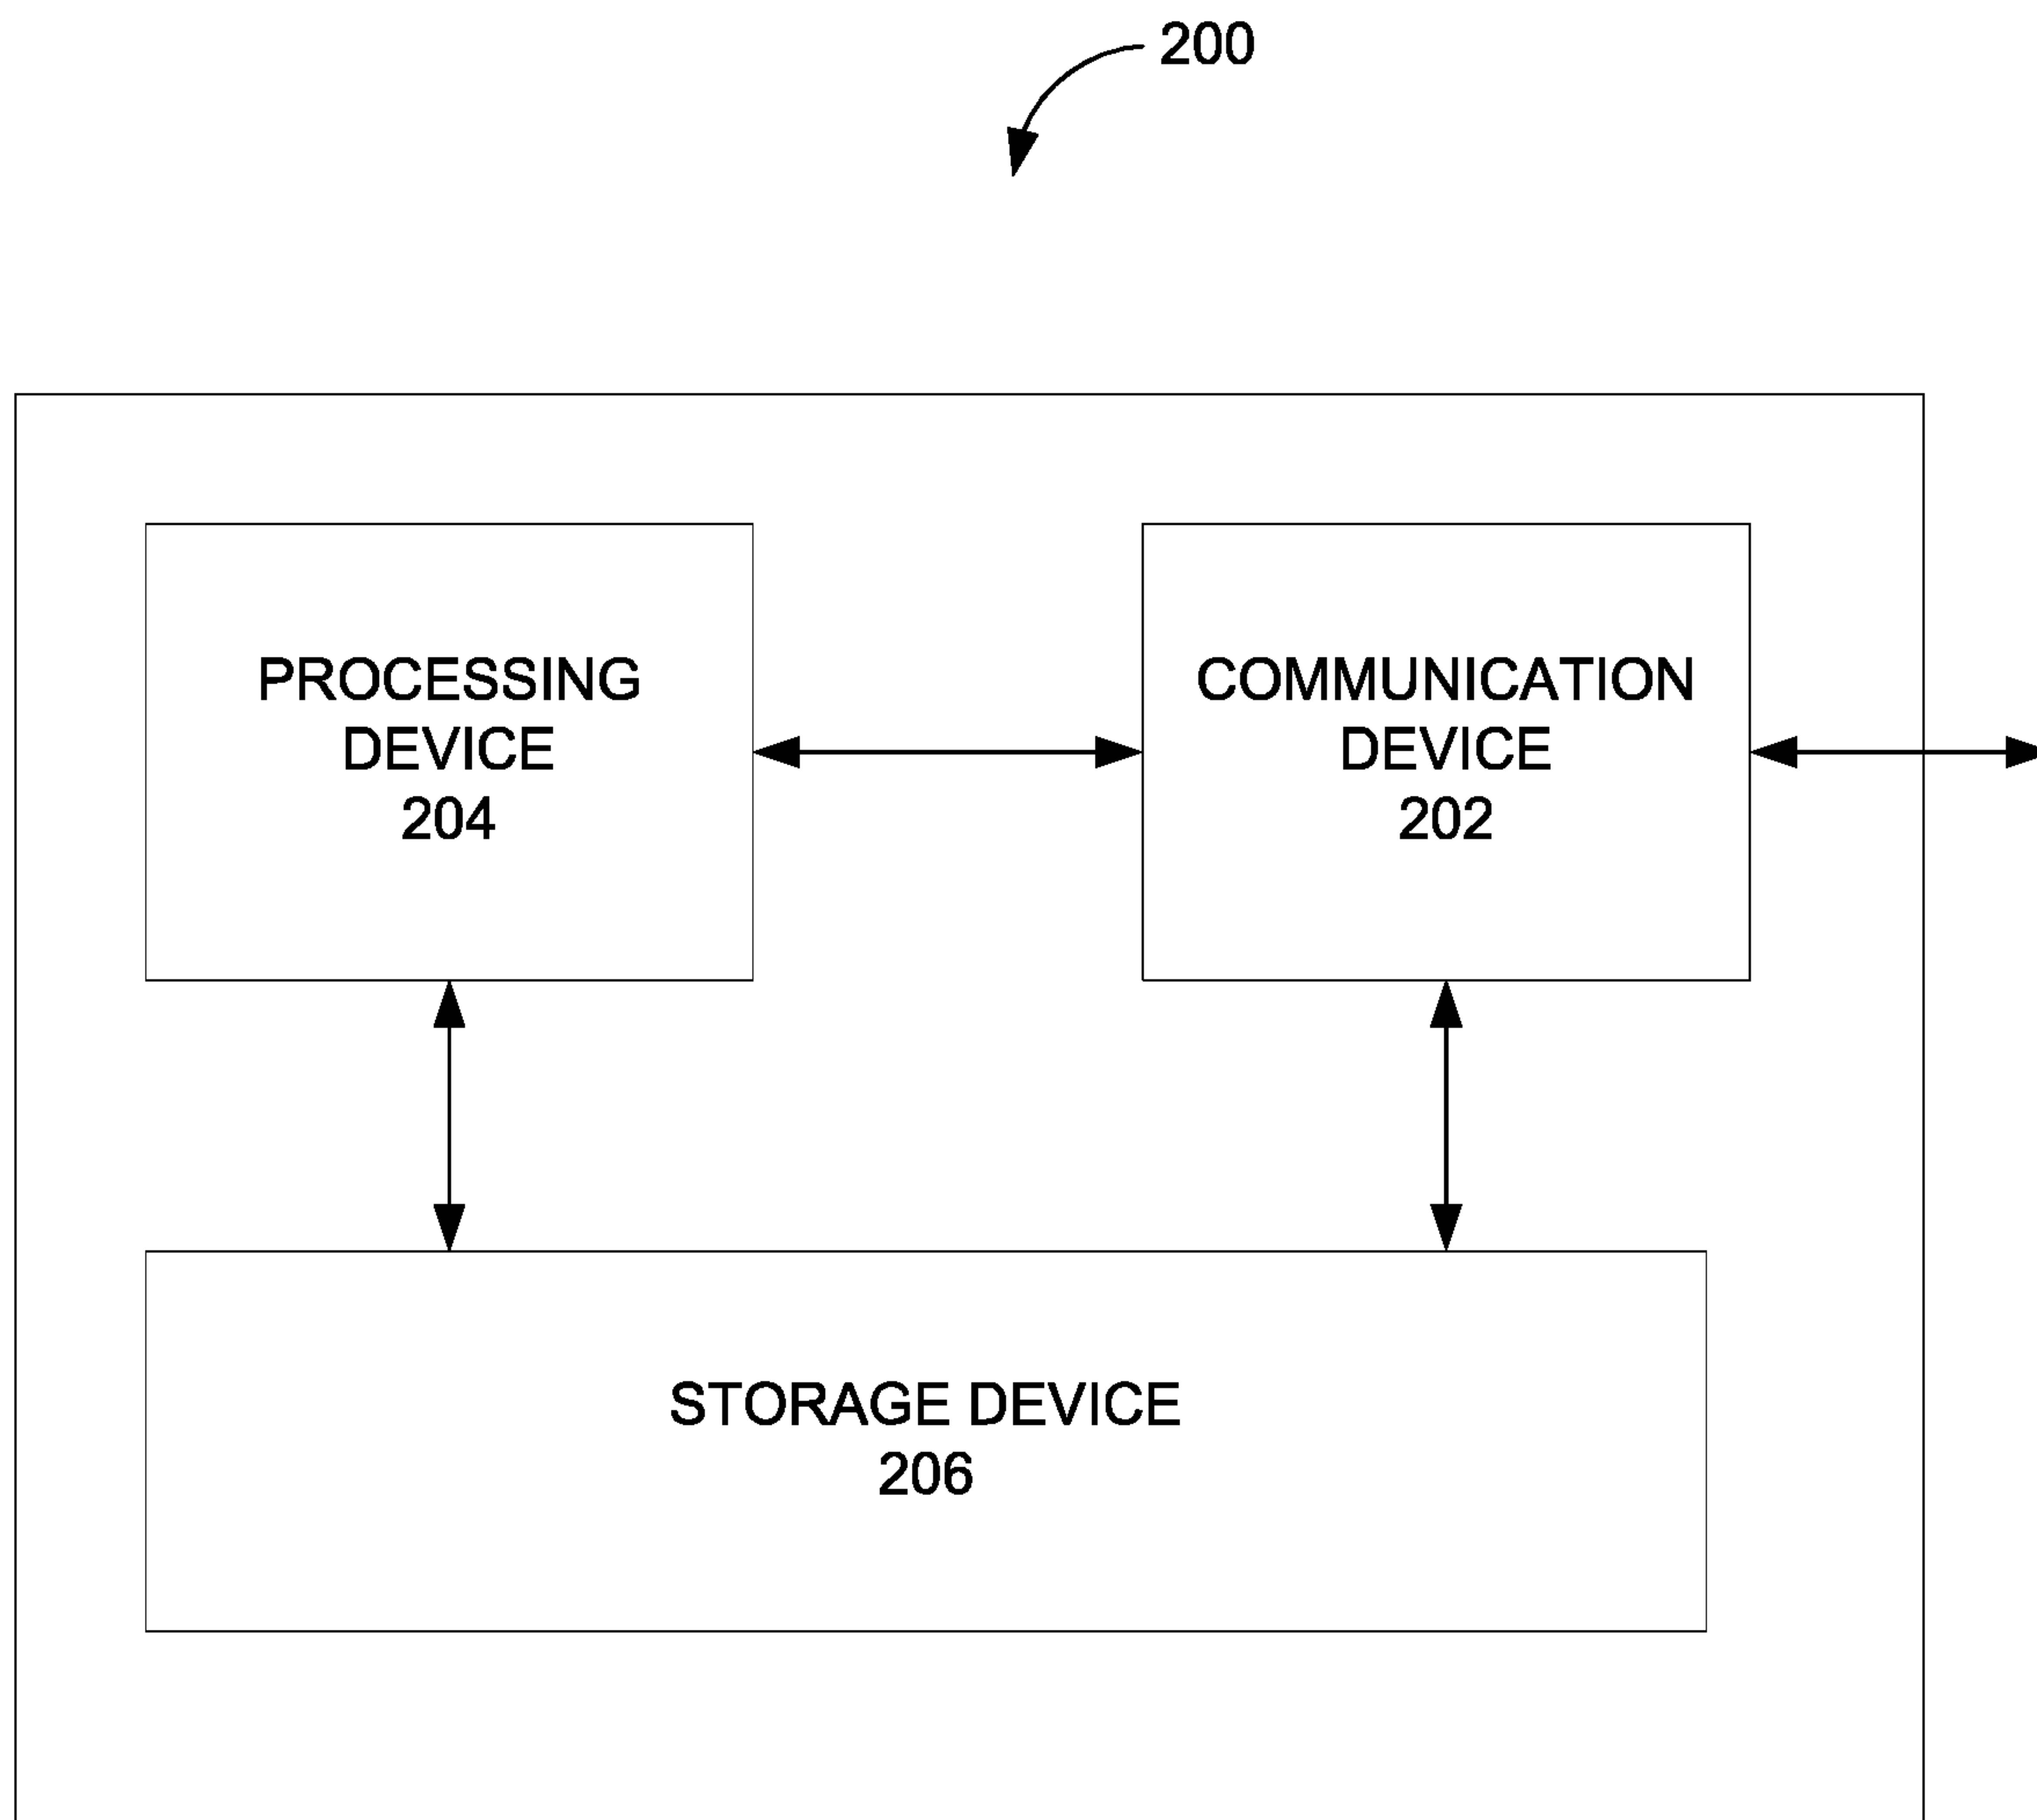 200
PROCESSING
DEVICE
204
COMMUNICATION
DEVICE
202
STORAGE DEVICE
206